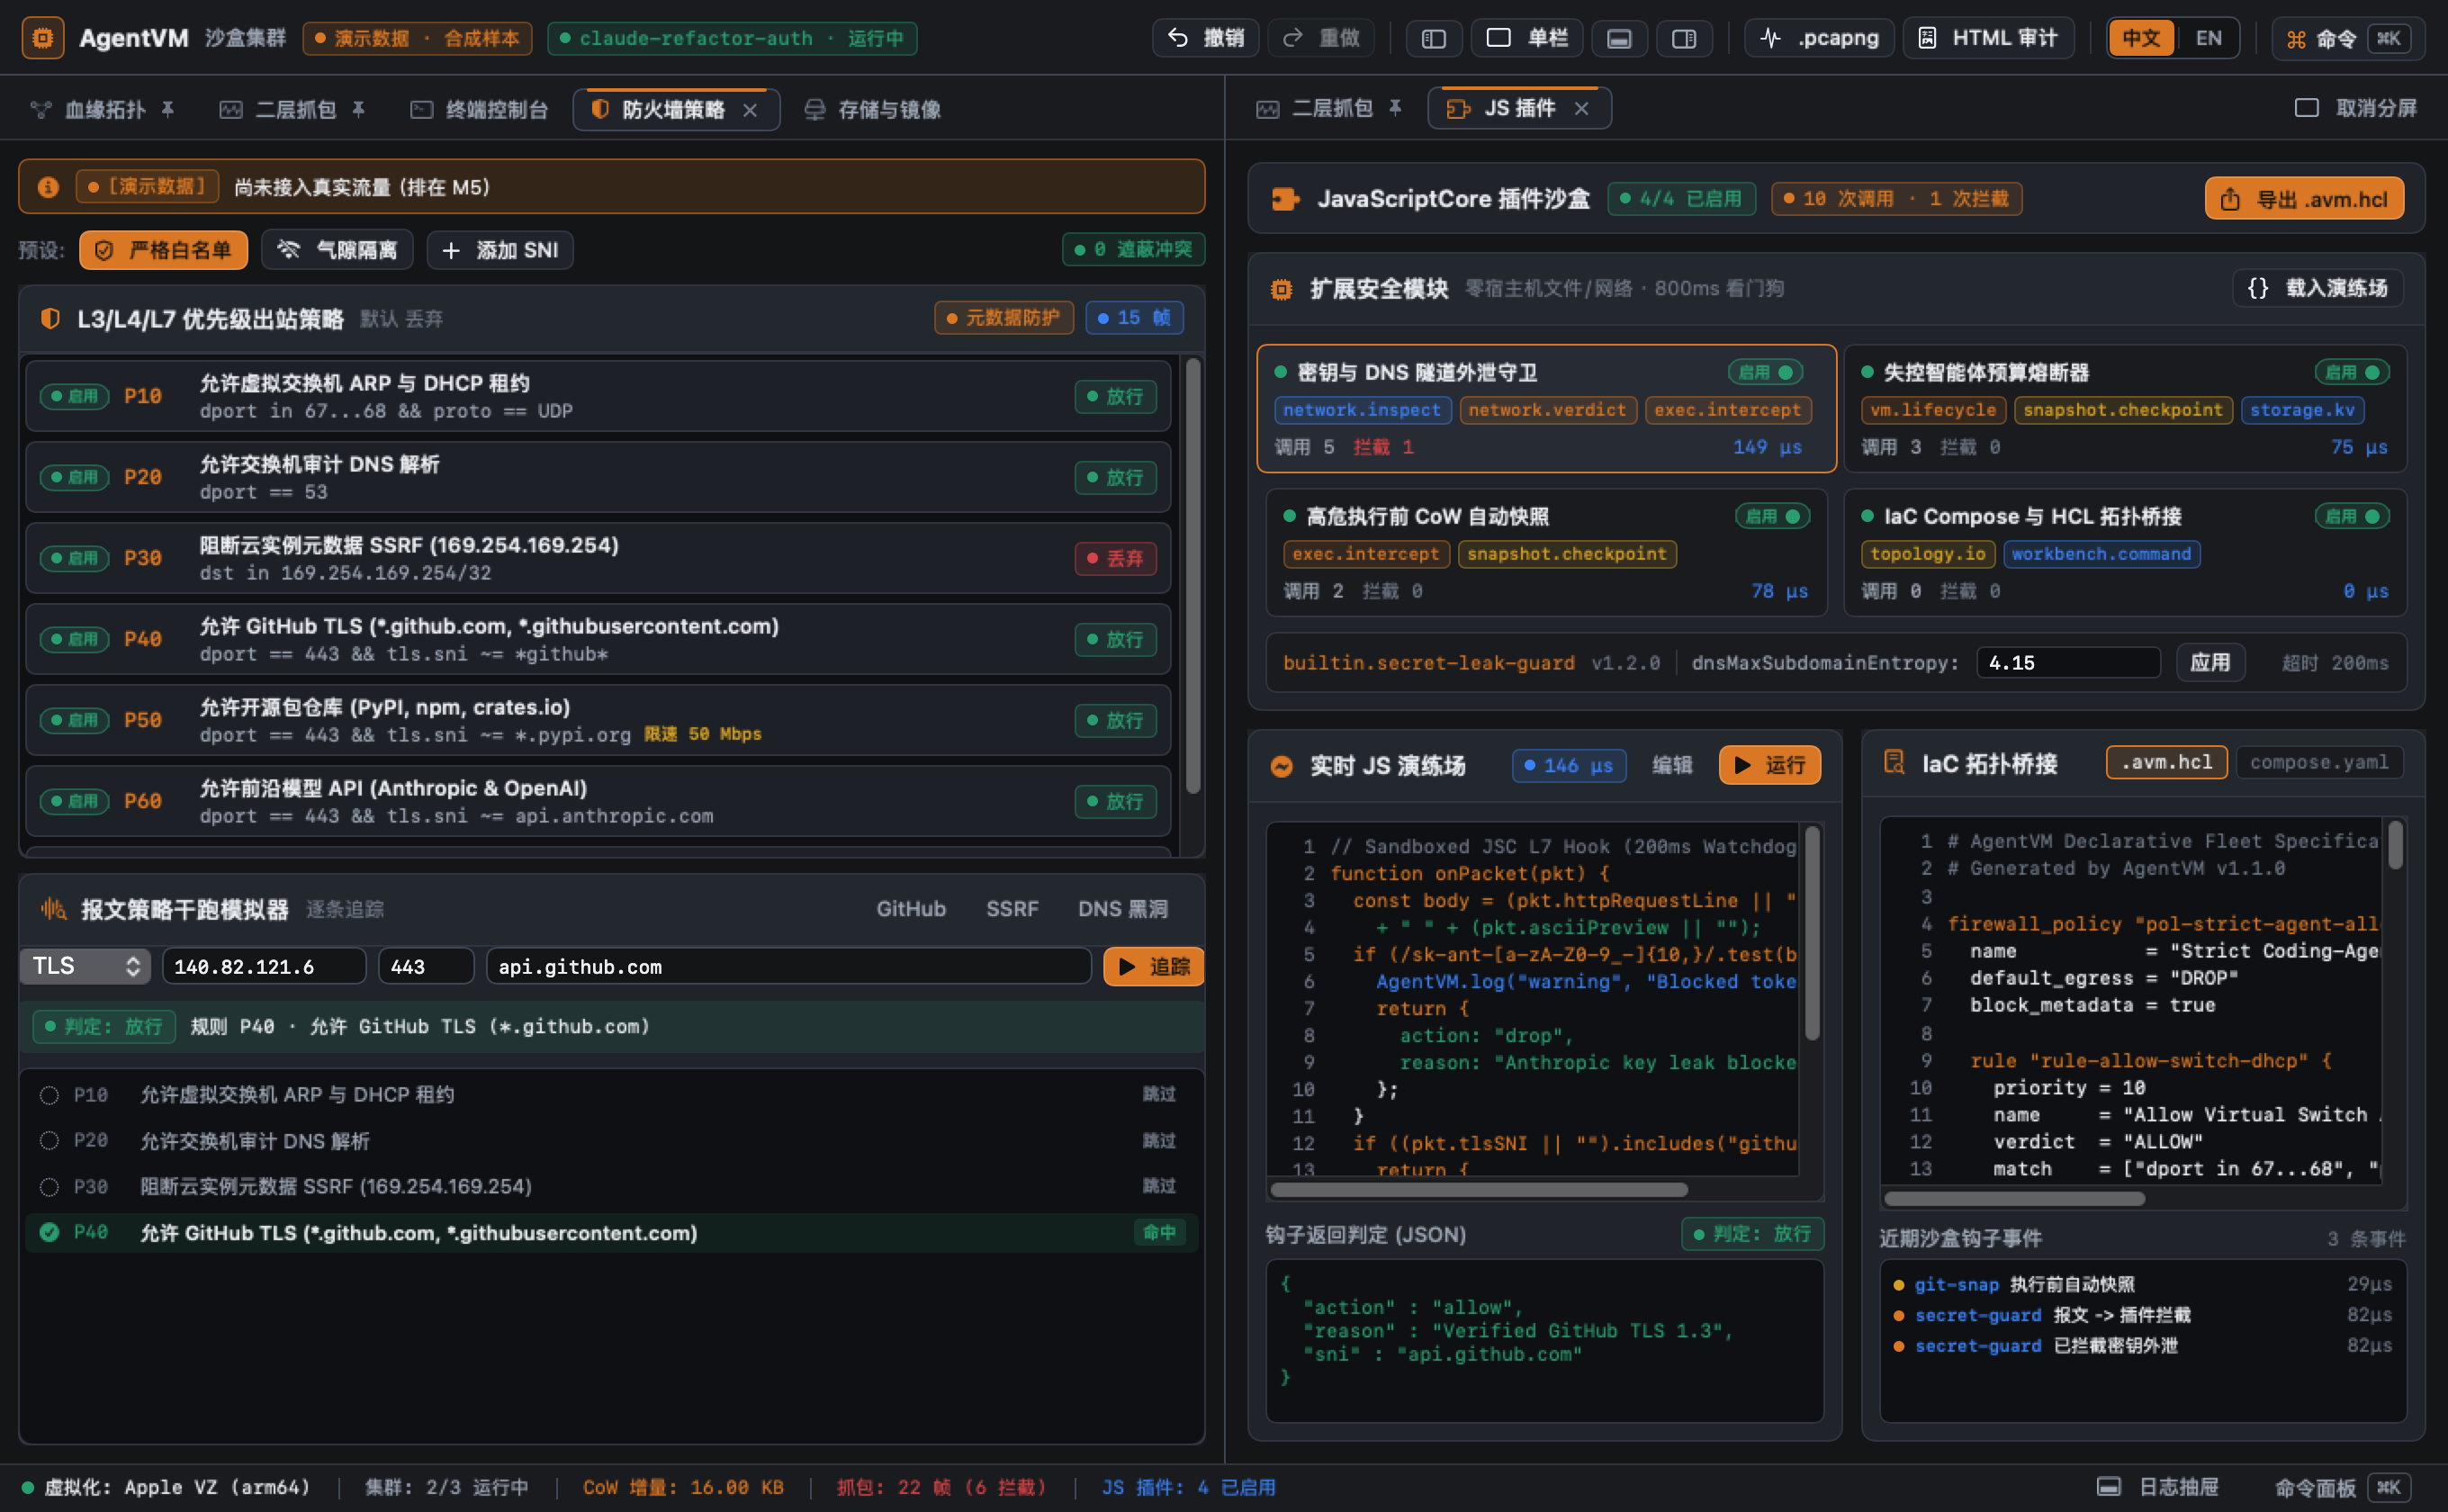 AgentVM 沙盒集群 演示数据 · 合成样本 claude-refactor-auth · 运行中 撤销 重做 单栏 .pcapng HTML 审计 中文 EN ⌘ 命令 ⌘K
血缘拓扑 二层抓包 终端控制台 防火墙策略 × 存储与镜像
二层抓包 JS 插件 × 取消分屏
[演示数据] 尚未接入真实流量 (排在 M5)
预设: 严格白名单 气隙隔离 + 添加 SNI 0 遮蔽冲突
L3/L4/L7 优先级出站策略 默认 丢弃 元数据防护 15 帧
启用 P10 允许虚拟交换机 ARP 与 DHCP 租约 放行
dport in 67...68 && proto == UDP
启用 P20 允许交换机审计 DNS 解析 放行
dport == 53
启用 P30 阻断云实例元数据 SSRF (169.254.169.254) 丢弃
dst in 169.254.169.254/32
启用 P40 允许 GitHub TLS (*.github.com, *.githubusercontent.com) 放行
dport == 443 && tls.sni ~= *github*
启用 P50 允许开源包仓库 (PyPI, npm, crates.io) 放行
dport == 443 && tls.sni ~= *.pypi.org 限速 50 Mbps
启用 P60 允许前沿模型 API (Anthropic & OpenAI) 放行
dport == 443 && tls.sni ~= api.anthropic.com
报文策略干跑模拟器 逐条追踪 GitHub SSRF DNS 黑洞
TLS 140.82.121.6 443 api.github.com 追踪
判定: 放行 规则 P40 · 允许 GitHub TLS (*.github.com)
P10 允许虚拟交换机 ARP 与 DHCP 租约 跳过
P20 允许交换机审计 DNS 解析 跳过
P30 阻断云实例元数据 SSRF (169.254.169.254) 跳过
P40 允许 GitHub TLS (*.github.com, *.githubusercontent.com) 命中
JavaScriptCore 插件沙盒 4/4 已启用 10 次调用 · 1 次拦截 导出 .avm.hcl
扩展安全模块 零宿主机文件/网络 · 800ms 看门狗 {} 载入演练场
密钥与 DNS 隧道外泄守卫 启用
network.inspect network.verdict exec.intercept
调用 5 拦截 1 149 µs
失控智能体预算熔断器 启用
vm.lifecycle snapshot.checkpoint storage.kv
调用 3 拦截 0 75 µs
高危执行前 CoW 自动快照 启用
exec.intercept snapshot.checkpoint
调用 2 拦截 0 78 µs
IaC Compose 与 HCL 拓扑桥接 启用
topology.io workbench.command
调用 0 拦截 0 0 µs
builtin.secret-leak-guard v1.2.0 dnsMaxSubdomainEntropy: 4.15 应用 超时 200ms
实时 JS 演练场 146 µs 编辑 运行
1 // Sandboxed JSC L7 Hook (200ms Watchdog
2 function onPacket(pkt) {
3 const body = (pkt.httpRequestLine || "
4 + " " + (pkt.asciiPreview || "");
5 if (/sk-ant-[a-zA-Z0-9_-]{10,}/.test(b
6 AgentVM.log("warning", "Blocked toke
7 return {
8 action: "drop",
9 reason: "Anthropic key leak blocke
10 };
11 }
12 if ((pkt.tlsSNI || "").includes("githu
13 return {
钩子返回判定 (JSON) 判定: 放行
{
"action" : "allow",
"reason" : "Verified GitHub TLS 1.3",
"sni" : "api.github.com"
}
IaC 拓扑桥接 .avm.hcl compose.yaml
1 # AgentVM Declarative Fleet Specifica
2 # Generated by AgentVM v1.1.0
3
4 firewall_policy "pol-strict-agent-all
5 name = "Strict Coding-Age
6 default_egress = "DROP"
7 block_metadata = true
8
9 rule "rule-allow-switch-dhcp" {
10 priority = 10
11 name = "Allow Virtual Switch
12 verdict = "ALLOW"
13 match = ["dport in 67...68", "
近期沙盒钩子事件 3 条事件
git-snap 执行前自动快照 29µs
secret-guard 报文 -> 插件拦截 82µs
secret-guard 已拦截密钥外泄 82µs
虚拟化: Apple VZ (arm64) 集群: 2/3 运行中 CoW 增量: 16.00 KB 抓包: 22 帧 (6 拦截) JS 插件: 4 已启用 日志抽屉 命令面板 ⌘K